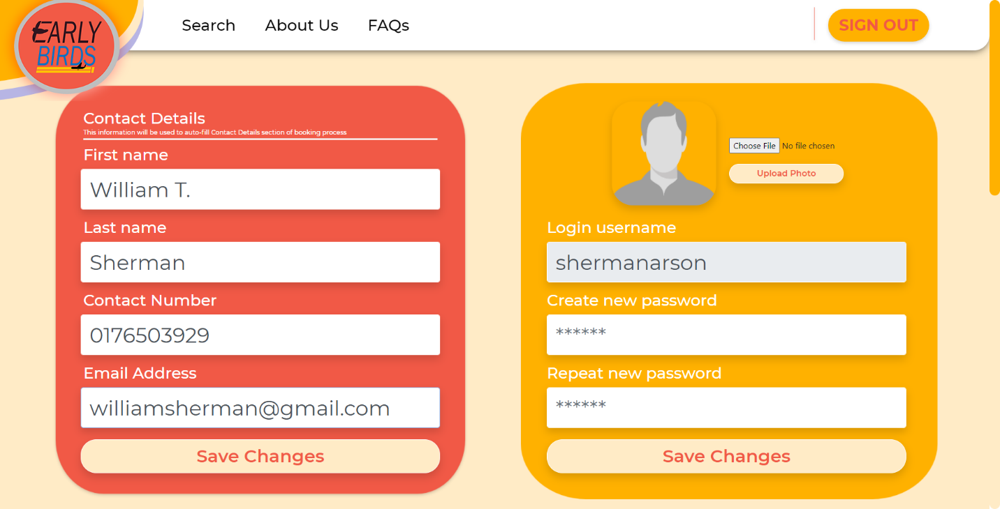 EARLY
BIRDS
Search About Us FAQs
SIGN OUT
Contact Details
This information will be used to auto-fill Contact Details section of booking process
First name
William T.
Last name
Sherman
Contact Number
0176503929
Email Address
williamsherman@gmail.com
Save Changes
Choose File No file chosen
Upload Photo
Login username
shermanarson
Create new password
******
Repeat new password
******
Save Changes